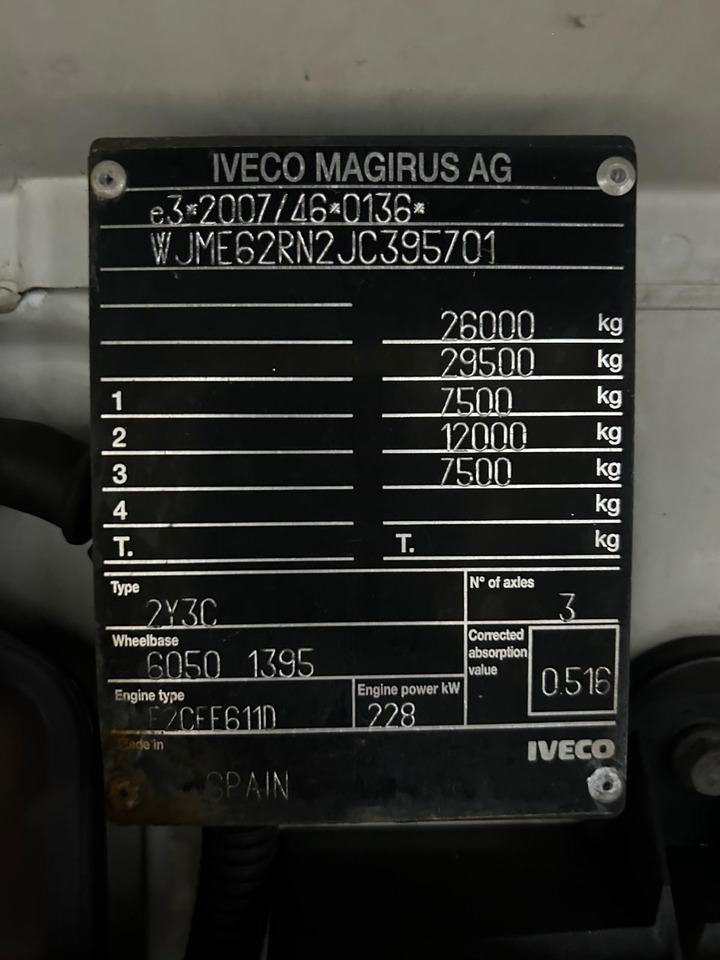 IVECO MAGIRUS AG
e3*2007/46*0136*
WJME62RN2JC395701
26000 kg
29500 kg
1 7500 kg
2 12000 kg
3 7500 kg
4 kg
T. T. kg
Type 2Y3C N° of axles 3
Wheelbase 6050 1395 Corrected absorption value 0.516
Engine type Engine power kW 228
Made in SPAIN IVECO